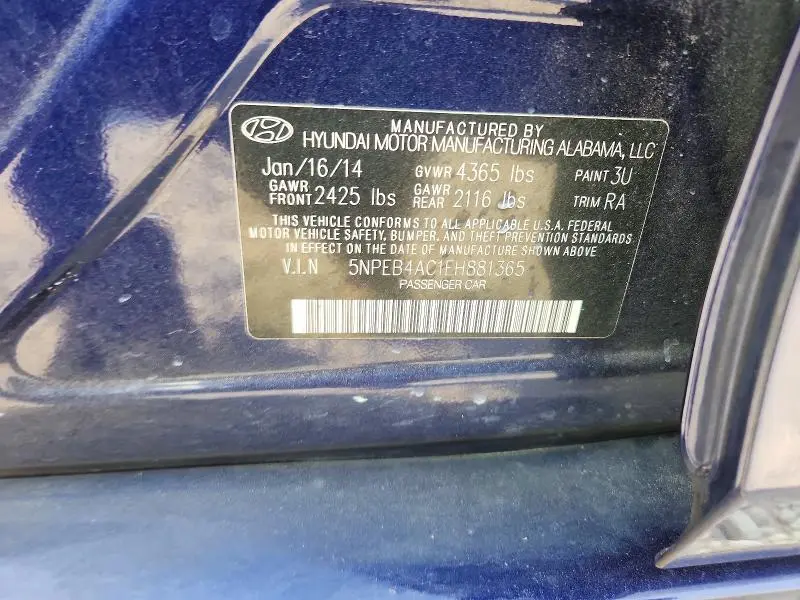 MANUFACTURED BY
HYUNDAI MOTOR MANUFACTURING ALABAMA, LLC
Jan/16/14 GVWR 4365 lbs PAINT 3U
GAWR FRONT 2425 lbs GAWR REAR 2116 lbs TRIM RA
THIS VEHICLE CONFORMS TO ALL APPLICABLE U.S.A. FEDERAL
MOTOR VEHICLE SAFETY, BUMPER, AND THEFT PREVENTION STANDARDS
IN EFFECT ON THE DATE OF MANUFACTURE SHOWN ABOVE
V.I.N 5NPEB4AC1EH881365
PASSENGER CAR